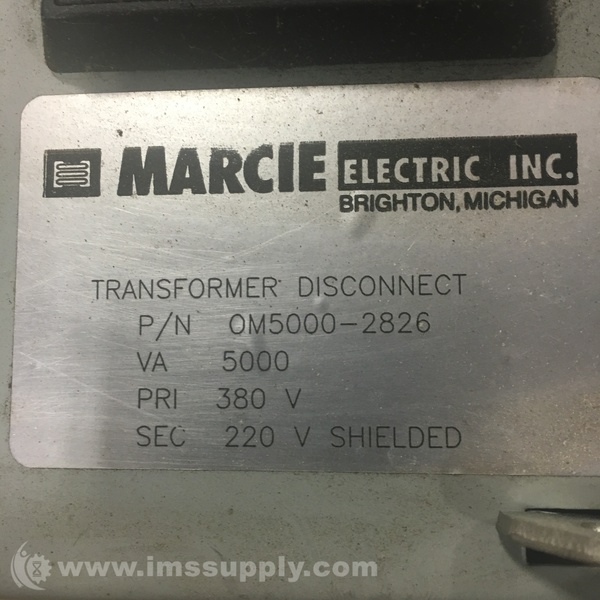 MARCIE ELECTRIC INC.
BRIGHTON, MICHIGAN
TRANSFORMER DISCONNECT
P/N OM5000-2826
VA 5000
PRI 380 V
SEC 220 V SHIELDED
www.imssupply.com